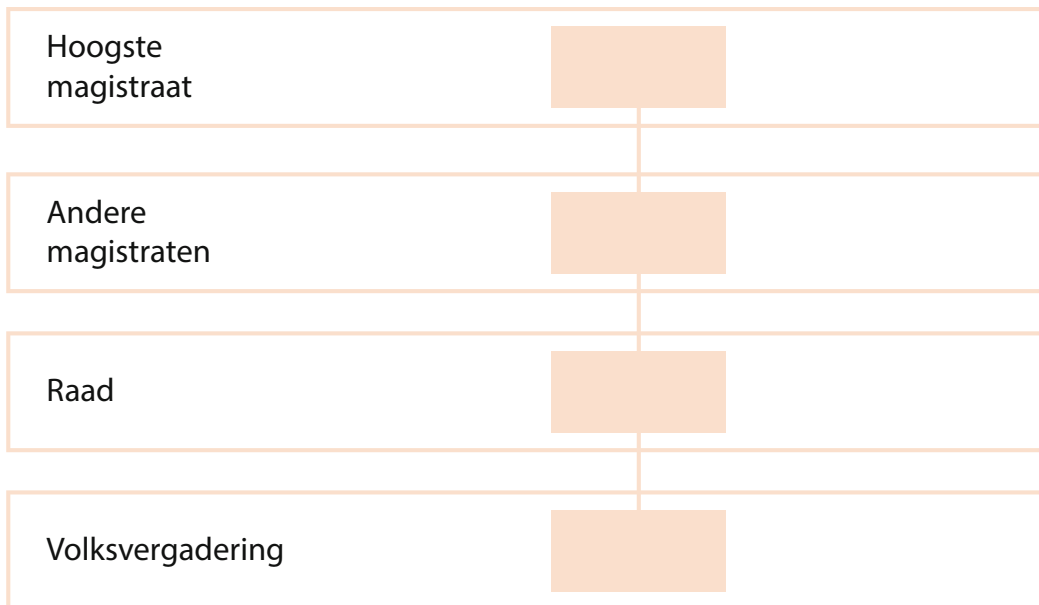 Hoogste
magistraat
Andere
magistraten
Raad
Volksvergadering